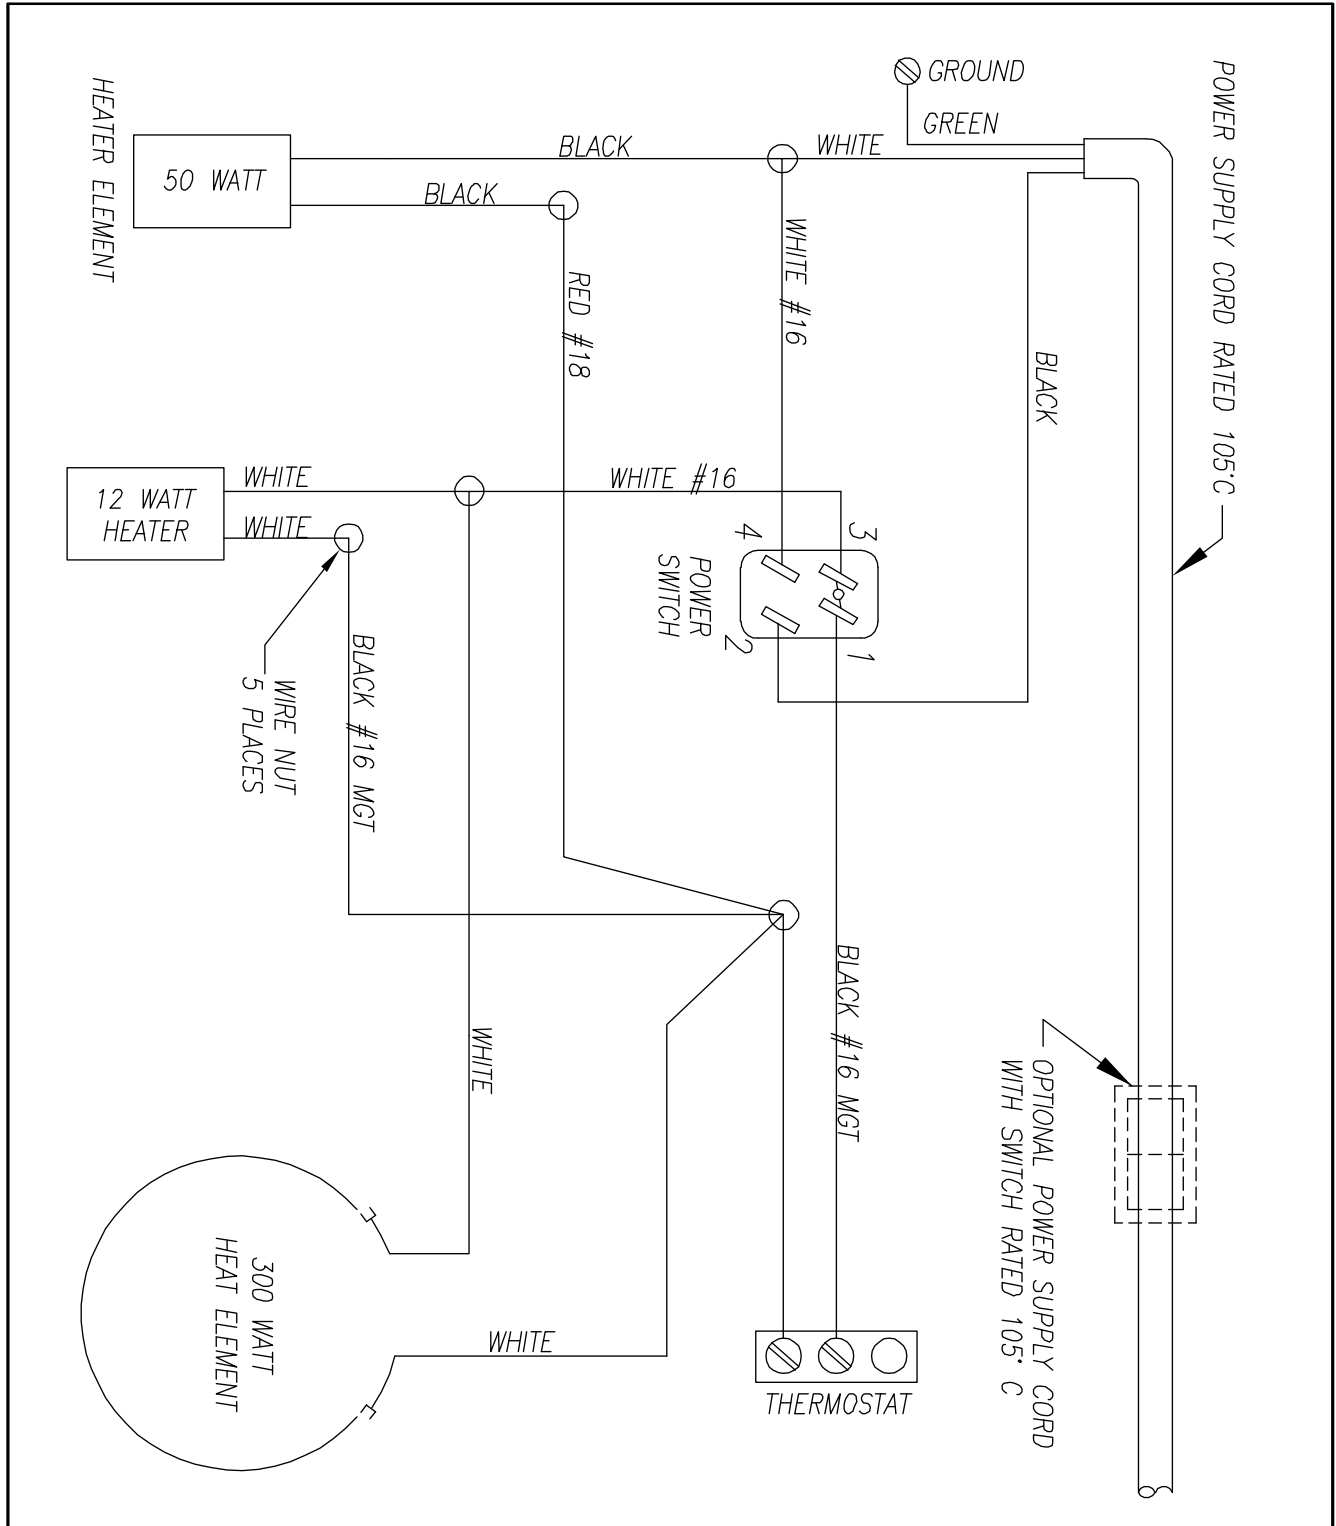 GROUND
GREEN
POWER SUPPLY CORD RATED 105°C
HEATER ELEMENT
50 WATT
BLACK
WHITE
BLACK
WHITE #16
RED #18
BLACK
12 WATT
HEATER
WHITE
WHITE
WHITE #16
4
3
POWER
SWITCH
2
1
WIRE NUT
5 PLACES
BLACK #16 MGT
BLACK #16 MGT
WHITE
OPTIONAL POWER SUPPLY CORD
WITH SWITCH RATED 105° C
300 WATT
HEAT ELEMENT
WHITE
THERMOSTAT